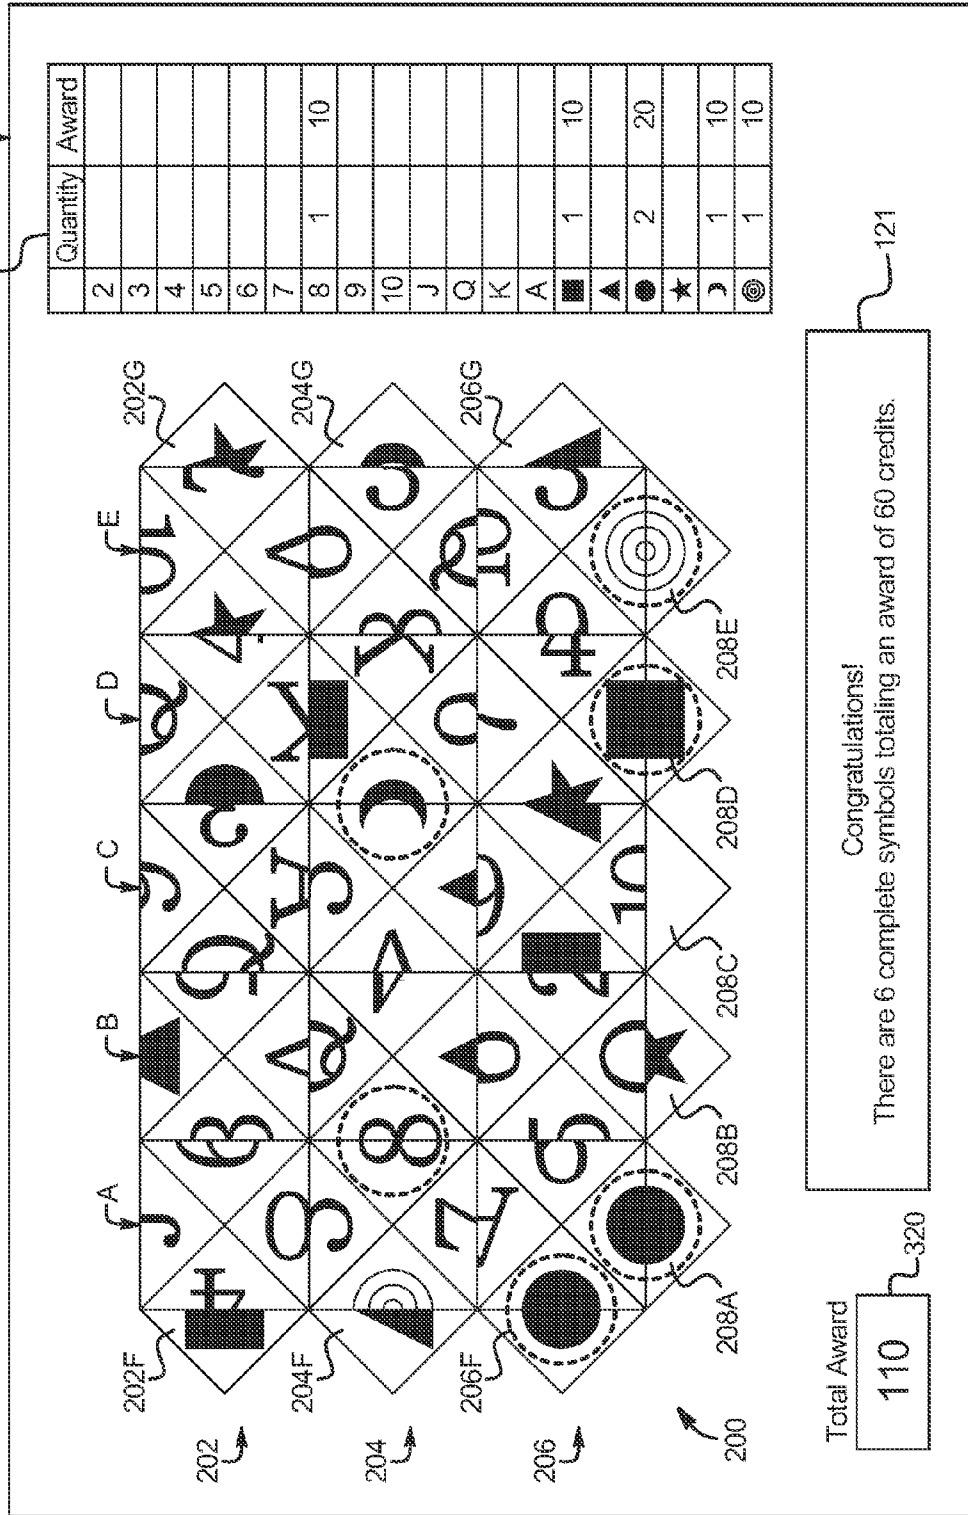 A B C D E
202
204
206
202F
204F
206F
202G
204G
206G
208A
208B
208C
208D
208E
200
Quantity Award
2
3
4
5
6
7
8 1 10
9
10
J
Q
K
A
■ 1 10
▲
● 2 20
★
☽ 1 10
◎ 1 10
Total Award
110
320
Congratulations!
There are 6 complete symbols totaling an award of 60 credits.
121
8